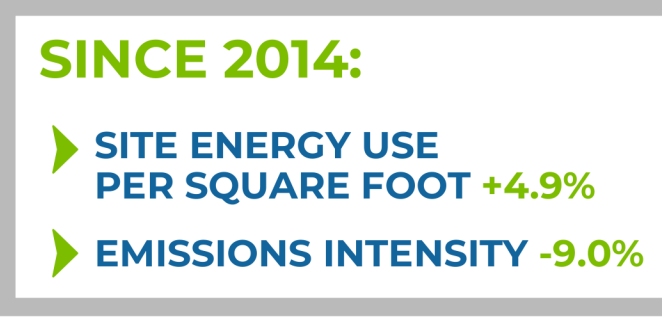 SINCE 2014:
SITE ENERGY USE
PER SQUARE FOOT +4.9%
EMISSIONS INTENSITY -9.0%